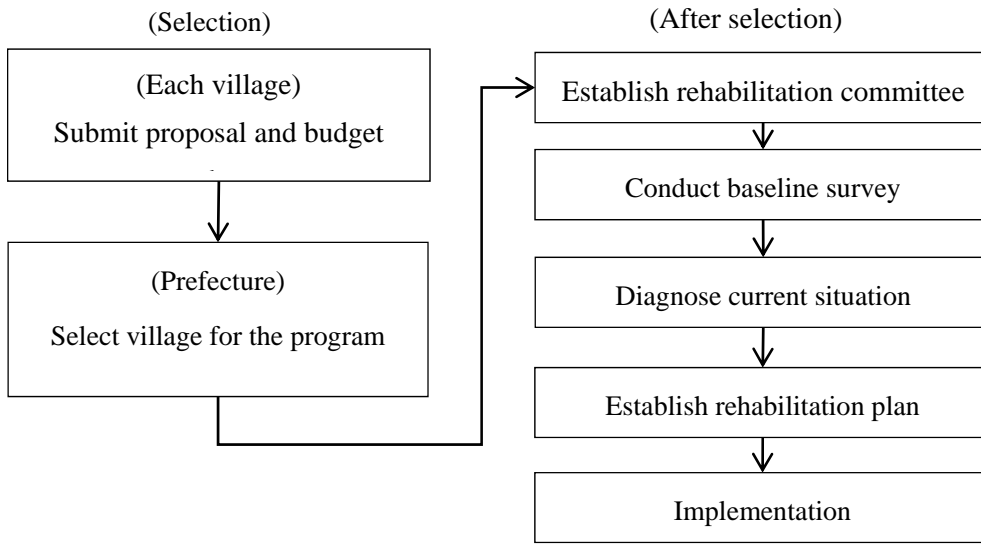 (Selection)
(Each village)
Submit proposal and budget
(Prefecture)
Select village for the program
(After selection)
Establish rehabilitation committee
Conduct baseline survey
Diagnose current situation
Establish rehabilitation plan
Implementation